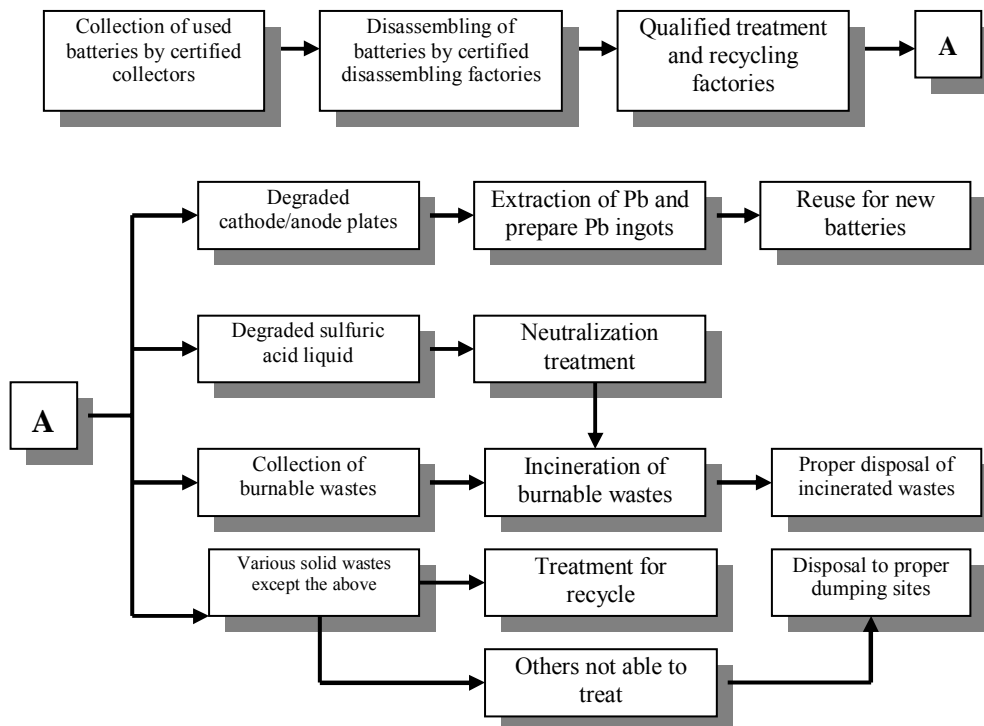 Collection of used
batteries by certified
collectors
Disassembling of
batteries by certified
disassembling factories
Qualified treatment
and recycling
factories
A
Degraded
cathode/anode plates
Extraction of Pb and
prepare Pb ingots
Reuse for new
batteries
Degraded sulfuric
acid liquid
Neutralization
treatment
A
Collection of
burnable wastes
Incineration of
burnable wastes
Proper disposal of
incinerated wastes
Various solid wastes
except the above
Treatment for
recycle
Disposal to proper
dumping sites
Others not able to
treat